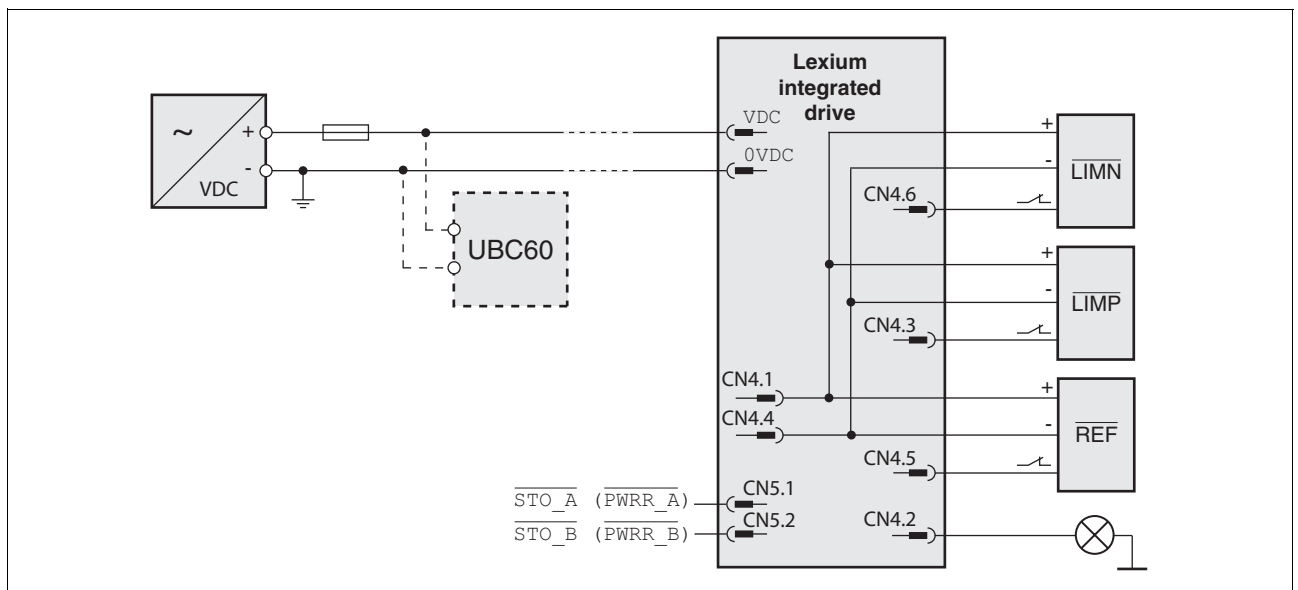 Lexium
integrated
drive
~
+
-
VDC
VDC
0VDC
UBC60
+
-
LIMN
CN4.6
+
-
LIMP
CN4.3
CN4.1
CN4.4
+
-
REF
CN4.5
STO_A (PWRR_A)
CN5.1
STO_B (PWRR_B)
CN5.2
CN4.2